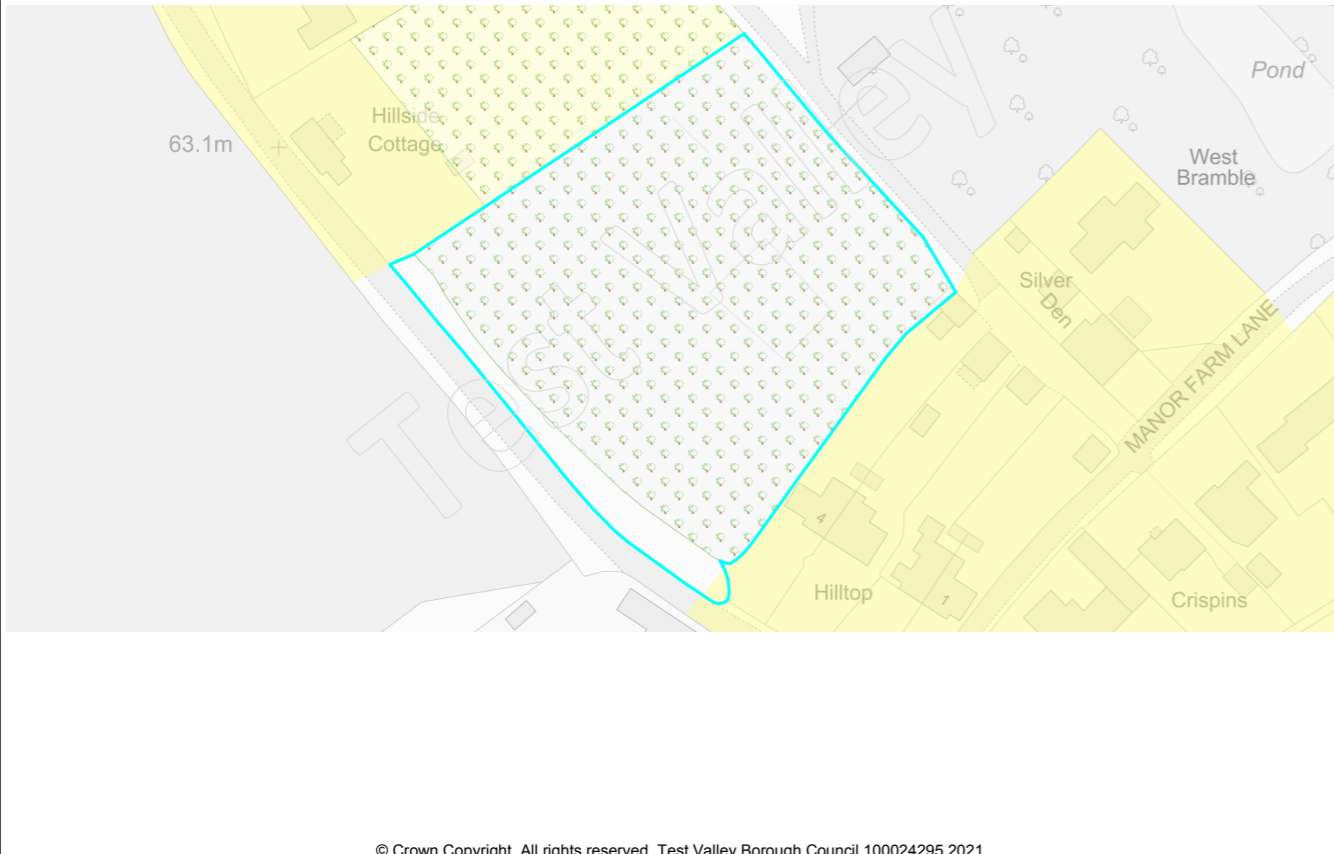 Pond
Hillside
Cottage
63.1m
West
Bramble
Test Valley
Silver
Den
MANOR FARM LANE
4
Hilltop
1
Crispins
© Crown Copyright. All rights reserved. Test Valley Borough Council 100024295 2021